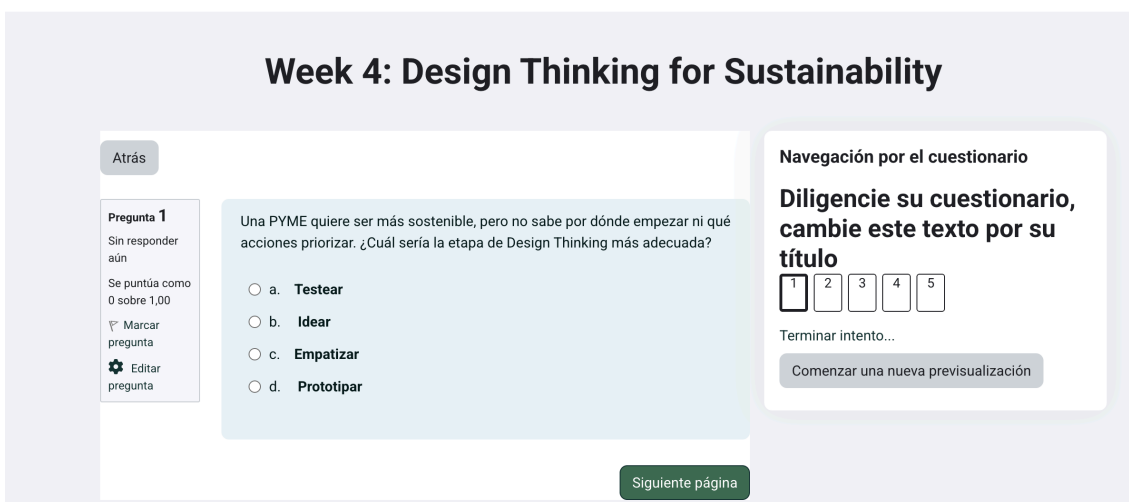 Week 4: Design Thinking for Sustainability
Atrás
Pregunta 1
Sin responder
aún
Se puntúa como
0 sobre 1,00
Marcar
pregunta
Editar
pregunta
Una PYME quiere ser más sostenible, pero no sabe por dónde empezar ni qué
acciones priorizar. ¿Cuál sería la etapa de Design Thinking más adecuada?
a. Testear
b. Idear
c. Empatizar
d. Prototipar
Siguiente página
Navegación por el cuestionario
Diligencie su cuestionario,
cambie este texto por su
título
1 2 3 4 5
Terminar intento...
Comenzar una nueva previsualización